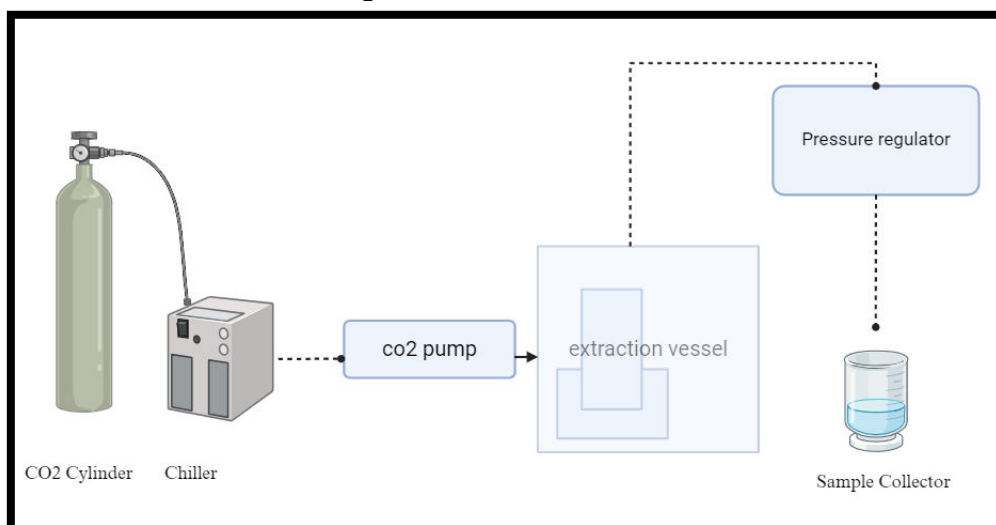 Pressure regulator
co2 pump
extraction vessel
CO2 Cylinder
Chiller
Sample Collector